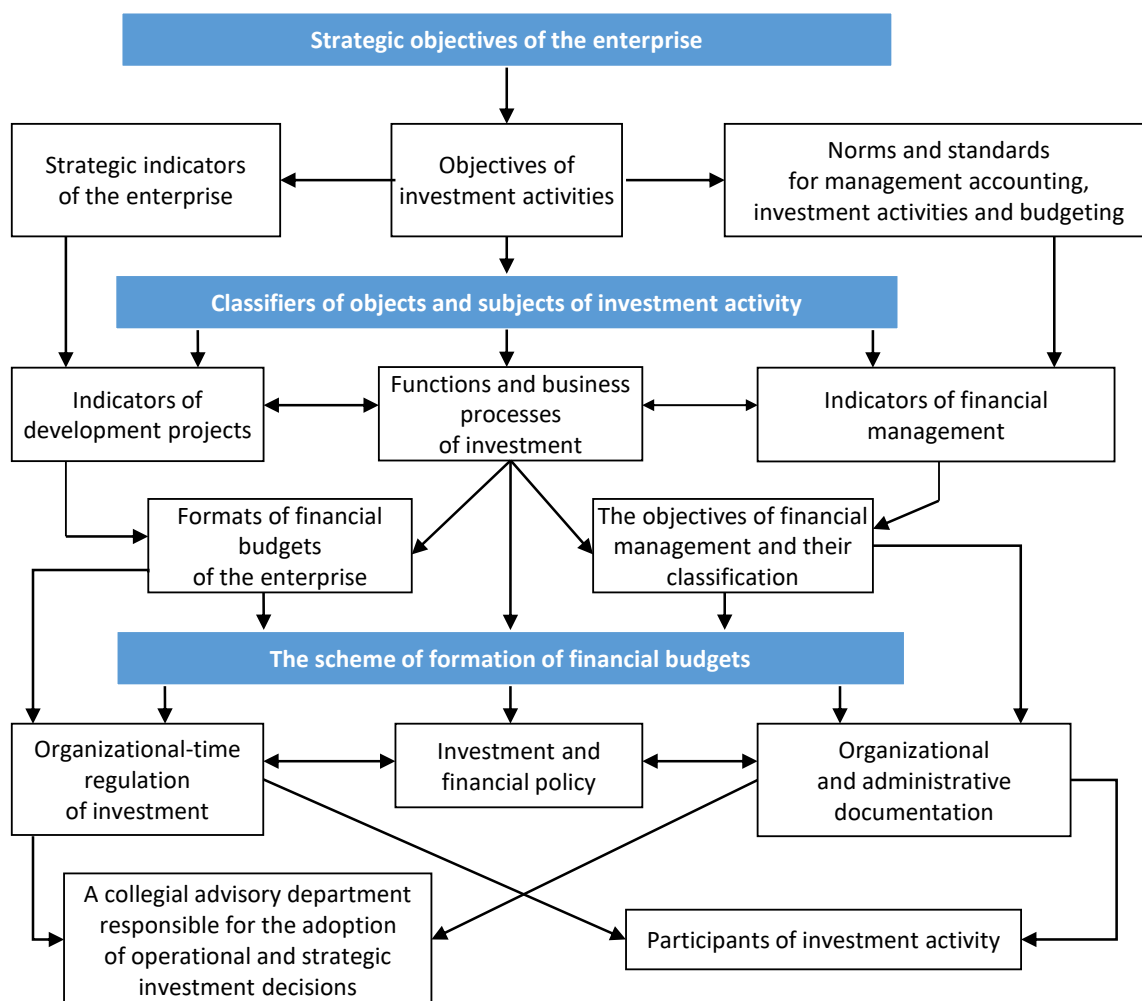 Strategic objectives of the enterprise
Strategic indicators
of the enterprise
Objectives of
investment activities
Norms and standards
for management accounting,
investment activities and budgeting
Classifiers of objects and subjects of investment activity
Indicators of
development projects
Functions and business
processes
of investment
Indicators of financial
management
Formats of financial
budgets
of the enterprise
The objectives of financial
management and their
classification
The scheme of formation of financial budgets
Organizational-time
regulation
of investment
Investment and
financial policy
Organizational
and administrative
documentation
A collegial advisory department
responsible for the adoption
of operational and strategic
investment decisions
Participants of investment activity